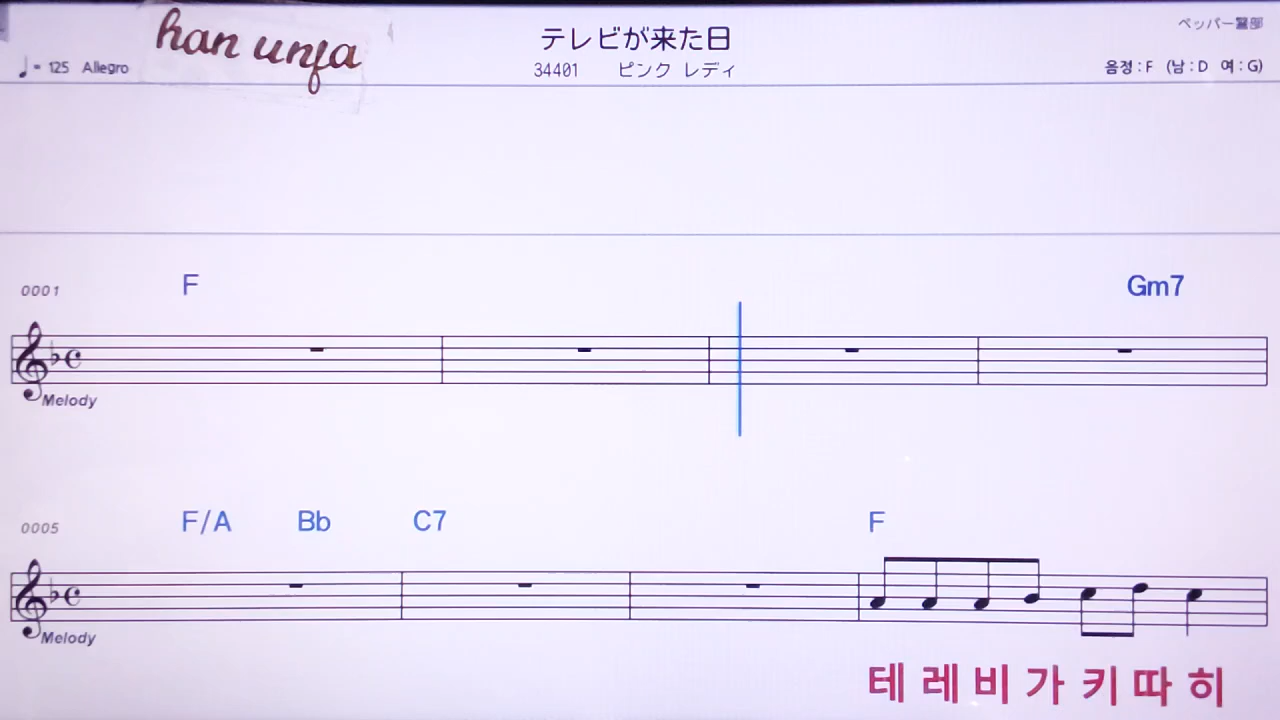 han unja
テレビが来た日
ペッパー警部
♩= 125 Allegro
34401 ピンク レディ
음정 : F (남 : D 여 : G)
0001 F Gm7
Melody
0005 F/A Bb C7 F
Melody
테 레 비 가 키 따 히